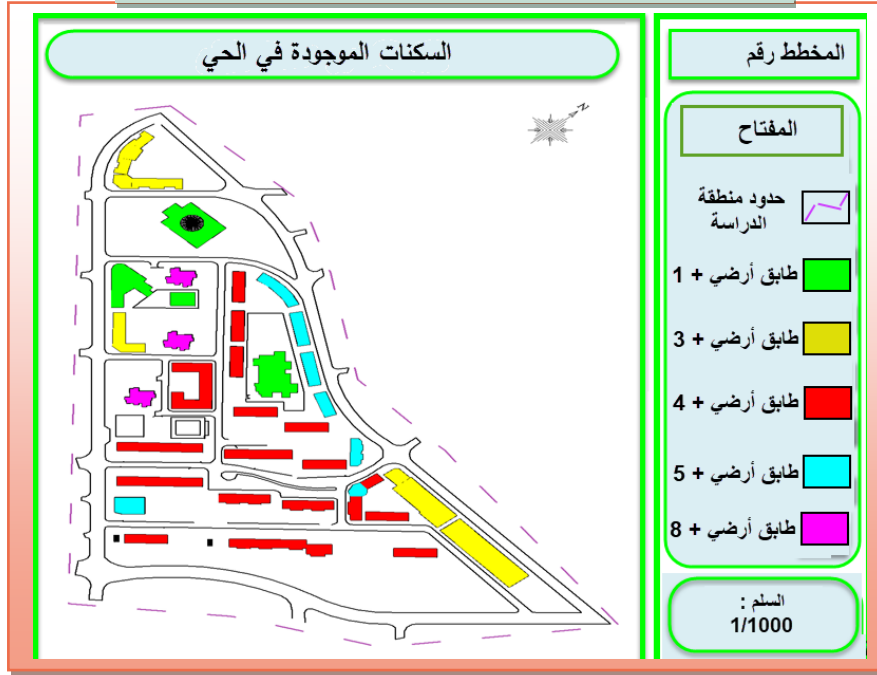 السكنات الموجودة في الحي
N
المخطط رقم
المفتاح
حدود منطقة
الدراسة
طابق أرضي + 1
طابق أرضي + 3
طابق أرضي + 4
طابق أرضي + 5
طابق أرضي + 8
السلم :
1/1000